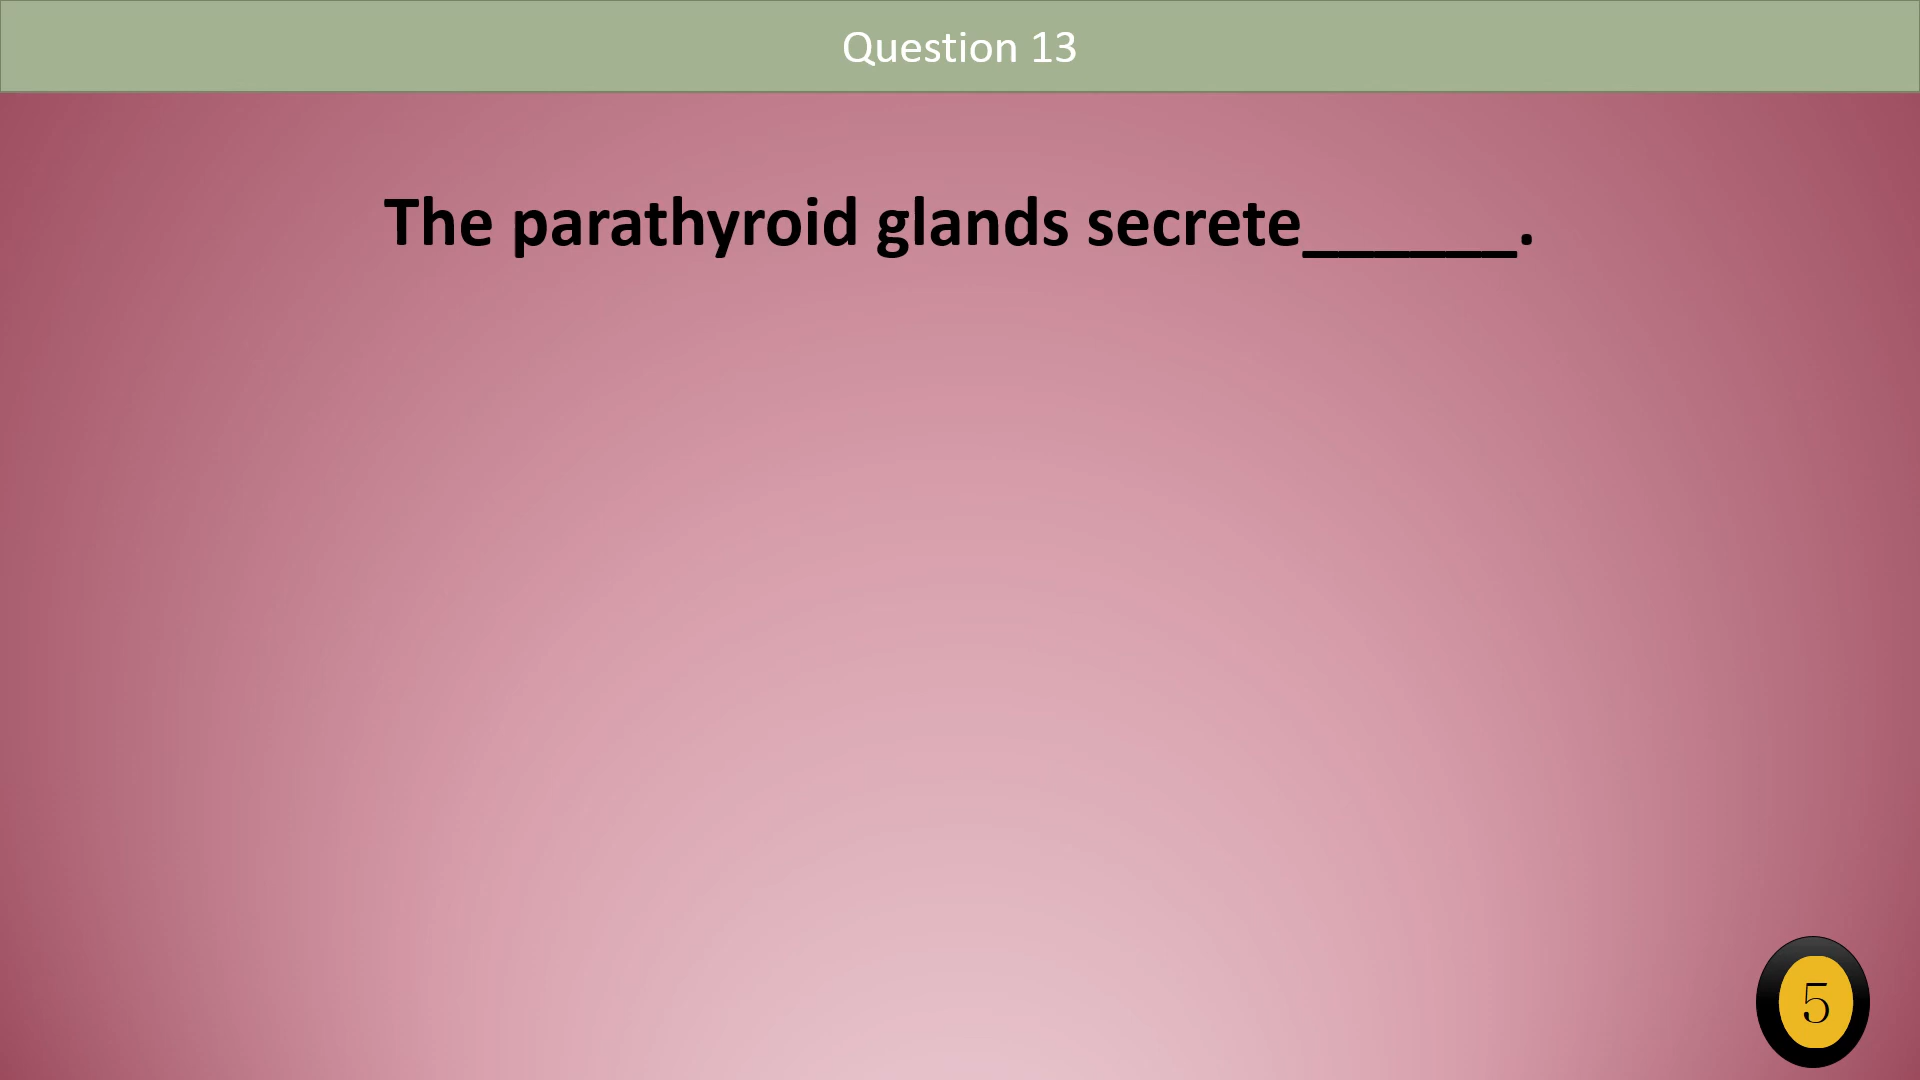 Question 13
The parathyroid glands secrete______.
5